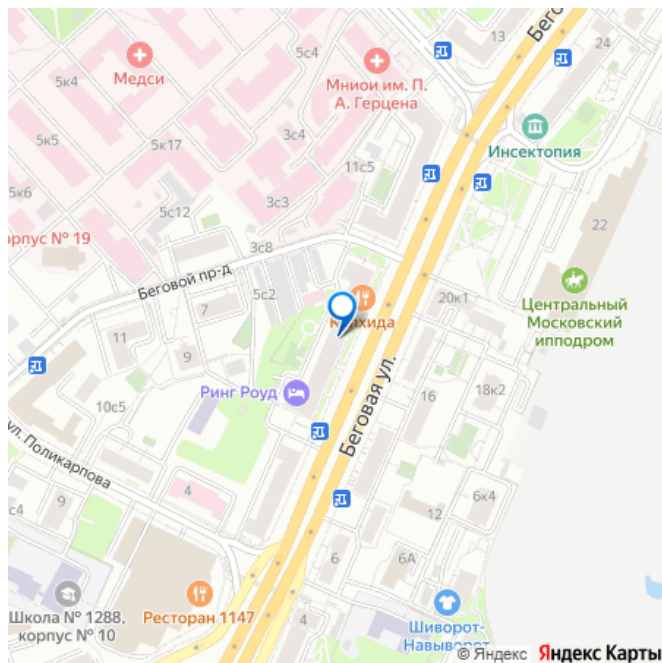 Бего
13
24
5с4
5к4
Медси
Мниои им. П.
А. Герцена
Инсектопия
3с4
5к5
5к17
11с5
5к6
3с3
5с12
22
орпус № 19
3с8
Беговой пр-д
5с2
7
20к1
Колхида
Центральный
Московский
ипподром
11
9
Ринг Роуд
Беговая ул.
16
18к2
10с5
ул. Поликарпова
4
6к4
с4
9
12
6
6А
Школа № 1288,
корпус № 10
Ресторан 1147
4
Шиворот-
Навыворот
© Яндекс Яндекс Карты